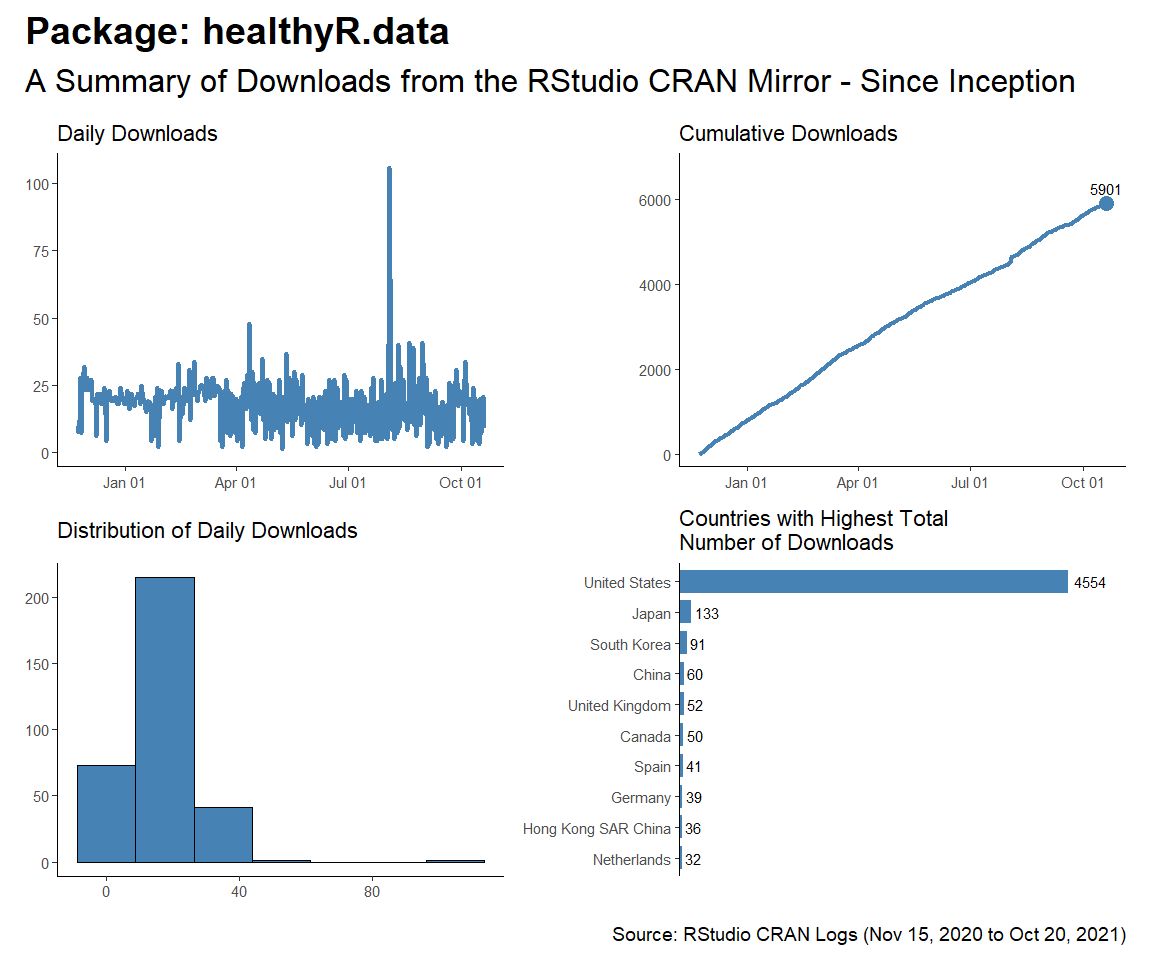 Package: healthyR.data
A Summary of Downloads from the RStudio CRAN Mirror - Since Inception
Daily Downloads
100
75
50
25
0
Jan 01 Apr 01 Jul 01 Oct 01
Cumulative Downloads
5901
6000
4000
2000
0
Jan 01 Apr 01 Jul 01 Oct 01
Distribution of Daily Downloads
200
150
100
50
0
0 40 80
Countries with Highest Total
Number of Downloads
United States 4554
Japan 133
South Korea 91
China 60
United Kingdom 52
Canada 50
Spain 41
Germany 39
Hong Kong SAR China 36
Netherlands 32
Source: RStudio CRAN Logs (Nov 15, 2020 to Oct 20, 2021)